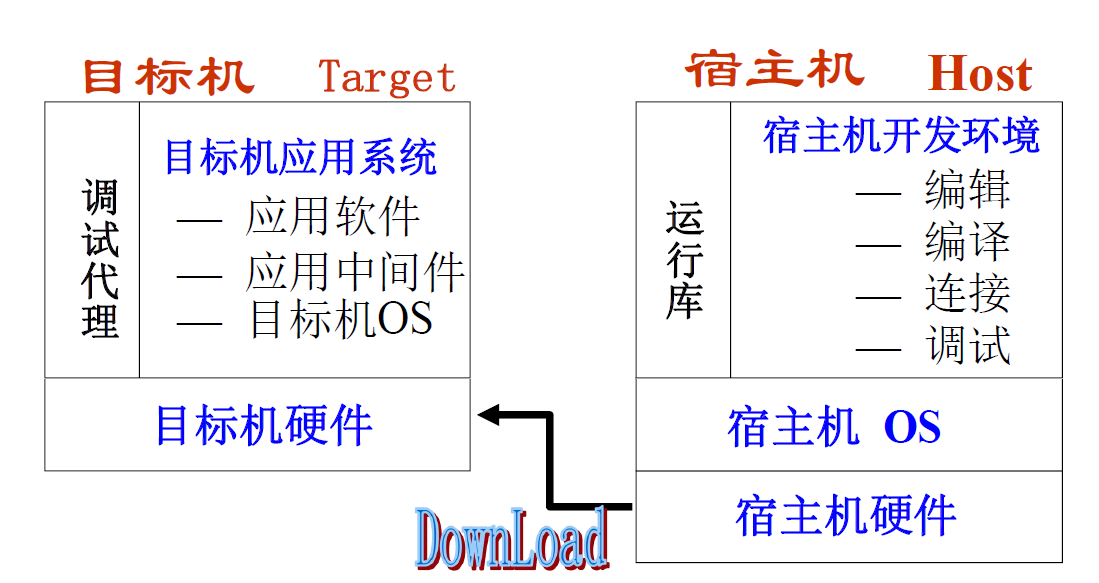 目标机 Target
调试代理
目标机应用系统
— 应用软件
— 应用中间件
— 目标机OS
目标机硬件
宿主机 Host
运行库
宿主机开发环境
— 编辑
— 编译
— 连接
— 调试
宿主机 OS
宿主机硬件
DownLoad